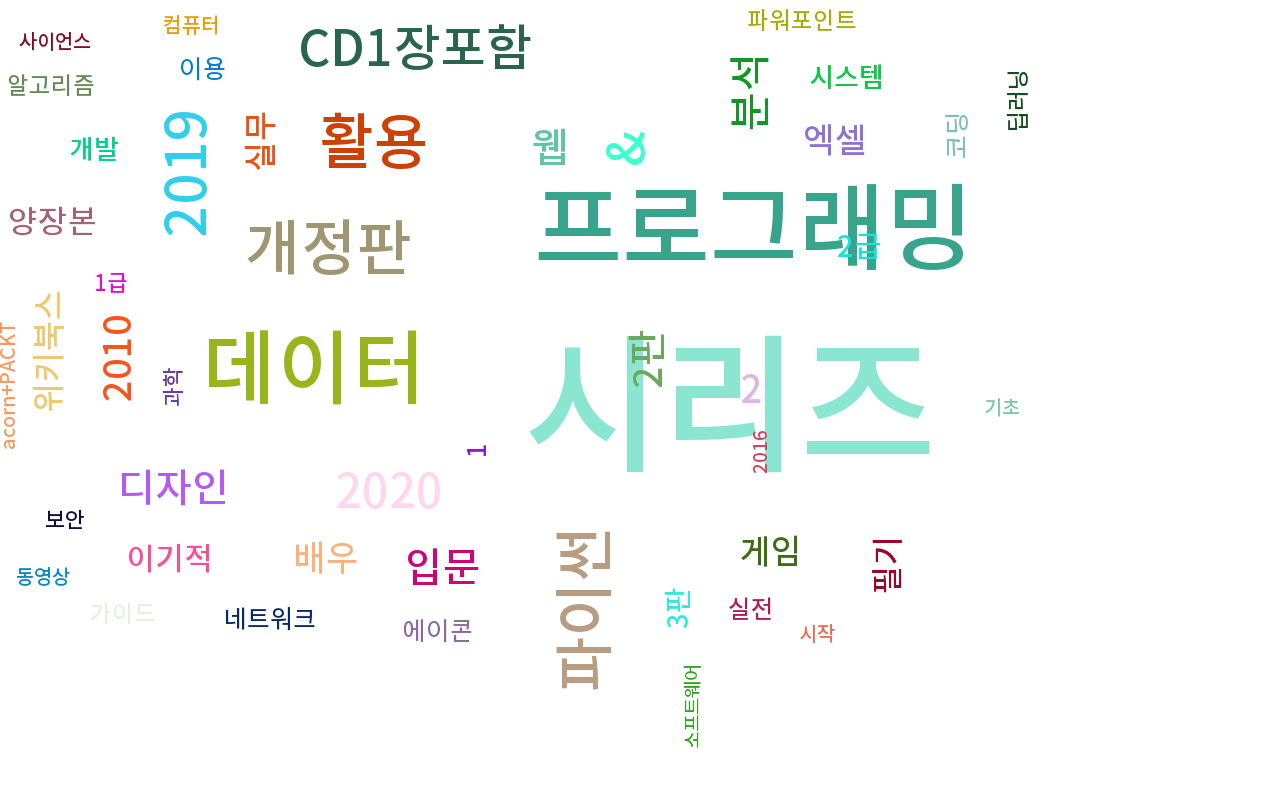 파워포인트
컴퓨터
사이언스
CD1장포함
이용
시스템
알고리즘
분석
딥러닝
2019
실무
활용
웹
&
엑셀
코딩
개발
양장본
개정판
프로그래밍
2급
1급
위키북스
2010
acorn+PACKT
과학
데이터
2판
시리즈
2
기초
2016
1
디자인
2020
보안
이기적
배우
입문
파이썬
게임
필기
동영상
가이드
네트워크
에이콘
3판
실전
시작
소프트웨어